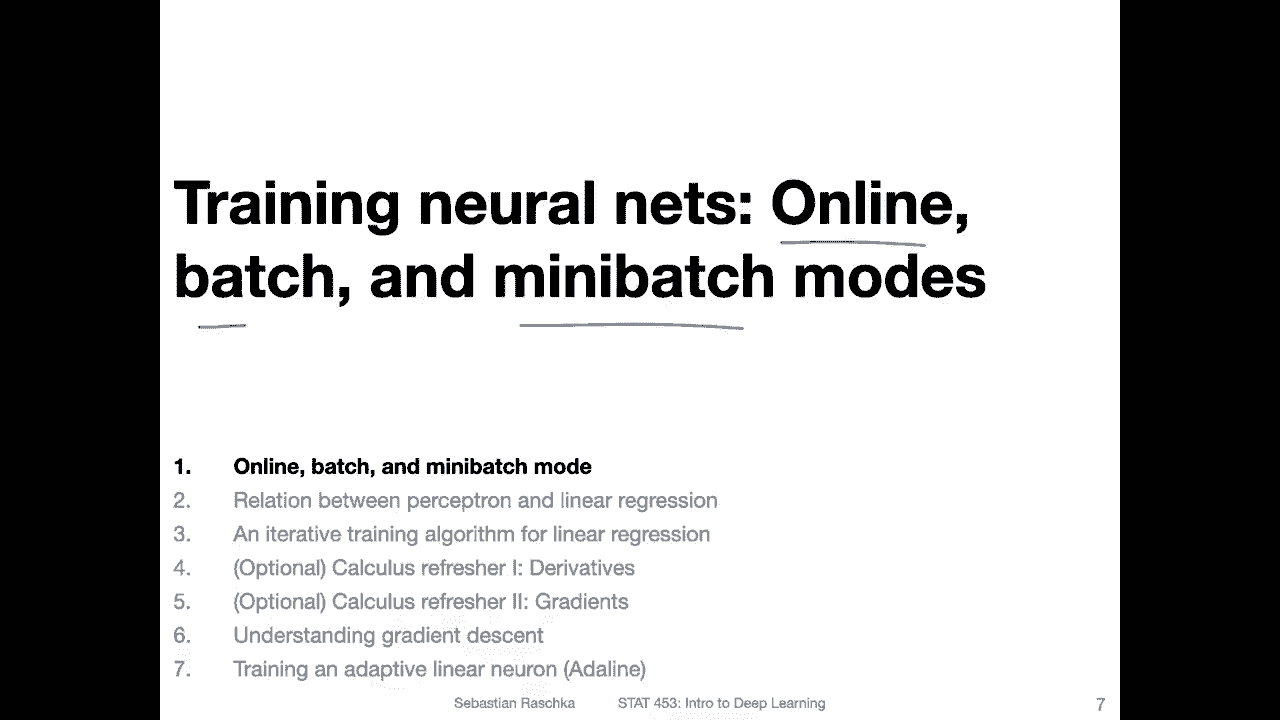 Training neural nets: Online,
batch, and minibatch modes
1. Online, batch, and minibatch mode
2. Relation between perceptron and linear regression
3. An iterative training algorithm for linear regression
4. (Optional) Calculus refresher I: Derivatives
5. (Optional) Calculus refresher II: Gradients
6. Understanding gradient descent
7. Training an adaptive linear neuron (Adaline)
Sebastian Raschka STAT 453: Intro to Deep Learning 7